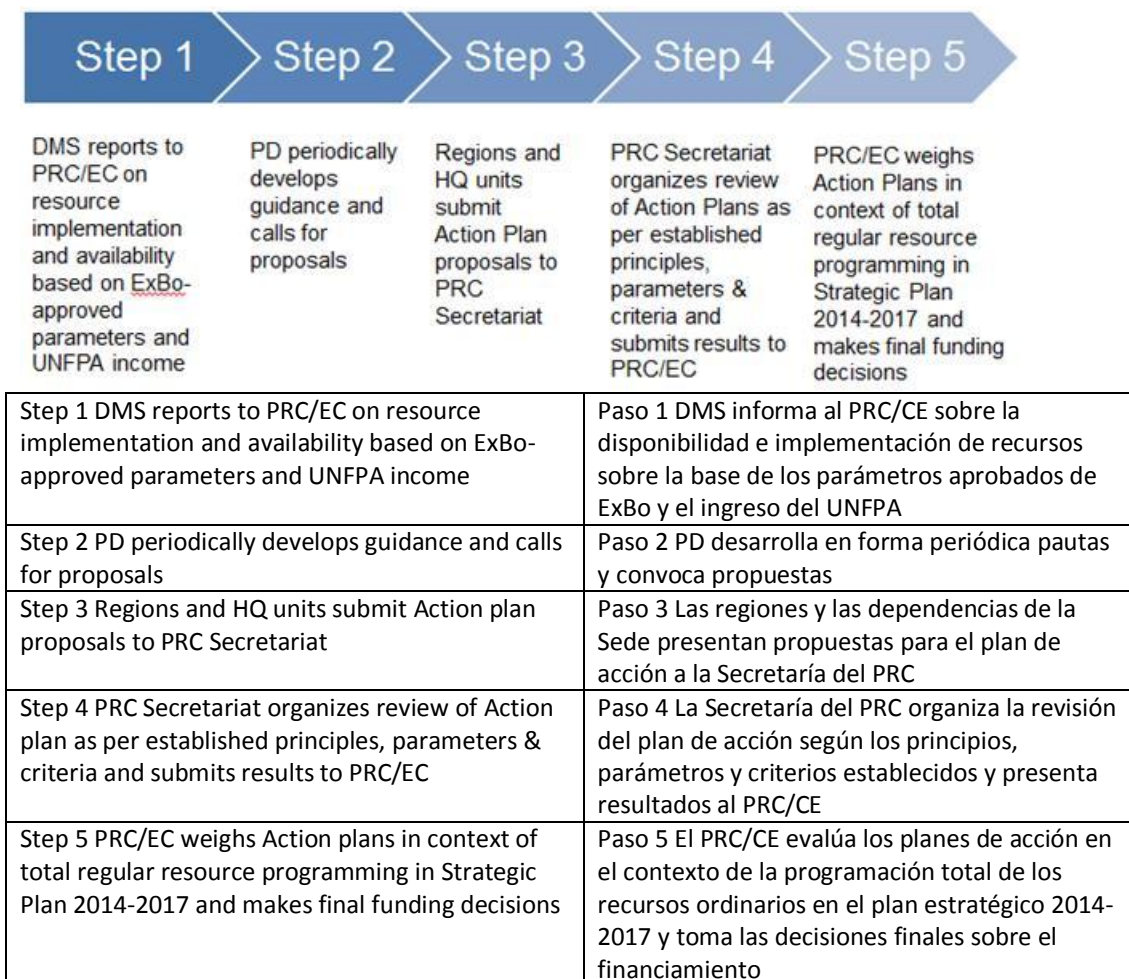 Step 1
Step 2
Step 3
Step 4
Step 5
DMS reports to
PRC/EC on
resource
implementation
and availability
based on ExBo-
approved
parameters and
UNFPA income
PD periodically
develops
guidance and
calls for
proposals
Regions and
HQ units
submit
Action Plan
proposals to
PRC
Secretariat
PRC Secretariat
organizes review
of Action Plans as
per established
principles,
parameters &
criteria and
submits results to
PRC/EC
PRC/EC weighs
Action Plans in
context of total
regular resource
programming in
Strategic Plan
2014-2017 and
makes final funding
decisions
Step 1 DMS reports to PRC/EC on resource
implementation and availability based on ExBo-
approved parameters and UNFPA income
Paso 1 DMS informa al PRC/CE sobre la
disponibilidad e implementación de recursos
sobre la base de los parámetros aprobados de
ExBo y el ingreso del UNFPA
Step 2 PD periodically develops guidance and calls
for proposals
Paso 2 PD desarrolla en forma periódica pautas
y convoca propuestas
Step 3 Regions and HQ units submit Action plan
proposals to PRC Secretariat
Paso 3 Las regiones y las dependencias de la
Sede presentan propuestas para el plan de
acción a la Secretaría del PRC
Step 4 PRC Secretariat organizes review of Action
plan as per established principles, parameters &
criteria and submits results to PRC/EC
Paso 4 La Secretaría del PRC organiza la revisión
del plan de acción según los principios,
parámetros y criterios establecidos y presenta
resultados al PRC/CE
Step 5 PRC/EC weighs Action plans in context of
total regular resource programming in Strategic
Plan 2014-2017 and makes final funding decisions
Paso 5 El PRC/CE evalúa los planes de acción en
el contexto de la programación total de los
recursos ordinarios en el plan estratégico 2014-
2017 y toma las decisiones finales sobre el
financiamiento